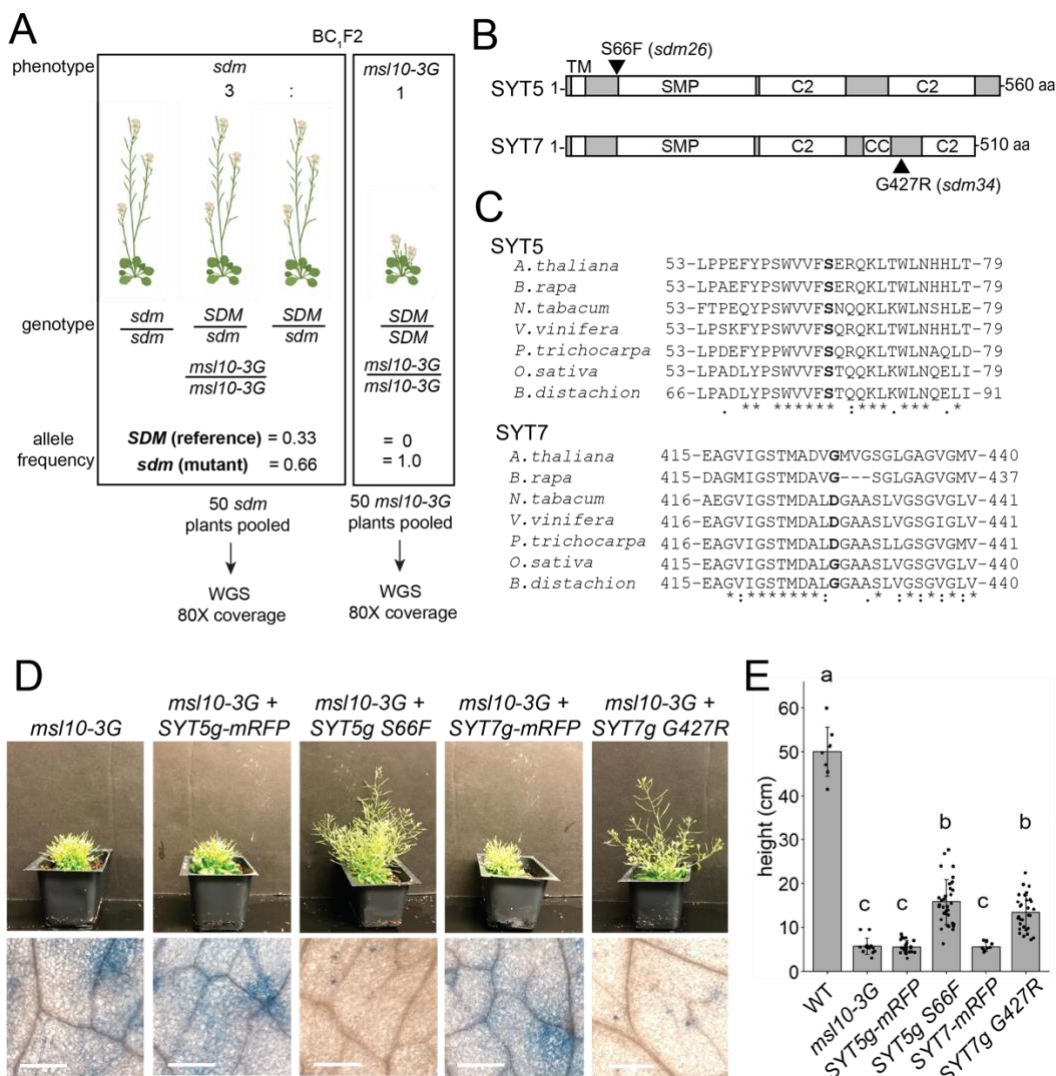 A
BC1F2
phenotype
sdm
msl10-3G
3 : 1
genotype
sdm SDM SDM SDM
sdm sdm sdm SDM
msl10-3G msl10-3G
msl10-3G msl10-3G
allele
frequency
SDM (reference) = 0.33 = 0
sdm (mutant) = 0.66 = 1.0
50 sdm
plants pooled
50 msl10-3G
plants pooled
WGS
80X coverage
WGS
80X coverage
B
S66F (sdm26)
TM
SYT5 1- SMP C2 C2 -560 aa
SYT7 1- SMP C2 CC C2 -510 aa
G427R (sdm34)
C
SYT5
A.thaliana 53-LPPEFYPSWVVFSERQKLTWLNHHLT-79
B.rapa 53-LPAEFYPSWVVFSERQKLTWLNSHLT-79
N.tabacum 53-FTPEQYPSWVVFSNQQKLKWLNSHLT-79
V.vinifera 53-LPSKFYPSWVVFSQRQKLTWLNSHLT-79
P.trichocarpa 53-LPDEFYPPWVVFSQRQKLTWLNAQLD-79
O.sativa 53-LPADLYPSWVVFSTQQKLKWLNQELT-79
B.distachion 66-LPADLYPSWVVFSTQQKLKWLNQELI-91
. ** ***** :*** *** *
SYT7
A.thaliana 415-EAGVIGSTMADVGMVGSGLGAGVGMV-440
B.rapa 415-DAGMIGSTMDAVG---SGLGAGVGMV-437
N.tabacum 416-AEGVIGSTMDALDGAASLVGSGVGLV-441
V.vinifera 416-EAGVIGSTMDALDGAASLVGSGIGLV-441
P.trichocarpa 416-EAGVIGSTMDALDGAASLLGSGVGMV-441
O.sativa 415-EAGVIGSTMDALGGAASLVGSGVGLV-440
B.distachion 415-EAGVIGSTMDALGGAASLVGSGVGLV-440
*:*******: .* :*:*:*:*
D
msl10-3G
msl10-3G +
SYT5g-mRFP
msl10-3G +
SYT5g S66F
msl10-3G +
SYT7g-mRFP
msl10-3G +
SYT7g G427R
E
height (cm)
60
50
40
30
20
10
0
a
c
c
b
c
b
WT
msl10-3G
SYT5g-mRFP
SYT5g S66F
SYT7-mRFP
SYT7g G427R